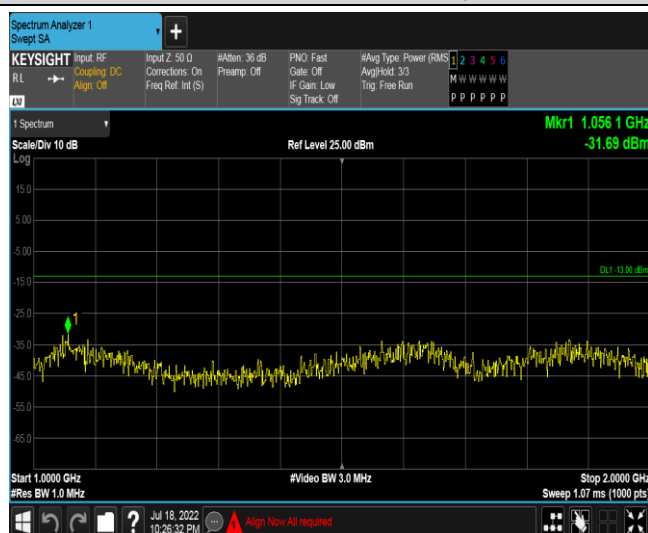 Spectrum Analyzer 1
Swept SA
+
KEYSIGHT Input: RF Input Z: 50 Ω #Atten: 36 dB PNO: Fast #Avg Type: Power (RMS 1 2 3 4 5 6
RL Coupling: DC Corrections: On Preamp: Off Gate: Off Avg|Hold: 3/3 M W W W W W
Align: Off Freq Ref: Int (S) IF Gain: Low Trig: Free Run
Sig Track: Off P P P P P P
LXI
1 Spectrum Mkr1 1.056 1 GHz
Scale/Div 10 dB Ref Level 25.00 dBm -31.69 dBm
Log
15.0
5.00
-5.00
DL1 -13.00 dBm
-15.0
-25.0
1
-35.0
-45.0
-55.0
-65.0
Start 1.0000 GHz #Video BW 3.0 MHz Stop 2.0000 GHz
#Res BW 1.0 MHz Sweep 1.07 ms (1000 pts)
? Jul 18, 2022 Align Now All required
10:26:32 PM